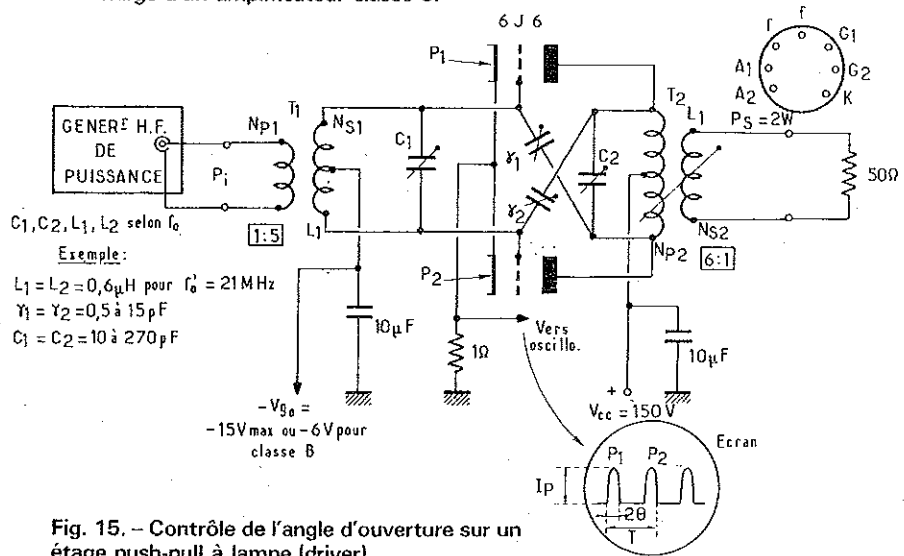 6 J 6
P1
f
f
G1
A1
G2
A2
K
GENERᵗ H.F.
DE
PUISSANCE
NP1
T1
NS1
Pi
C1
L1
1:5
γ1
γ2
C2
T2
L1
PS = 2W
50Ω
NP2
NS2
6:1
P2
C1, C2, L1, L2 selon fo
Exemple :
L1 = L2 = 0,6µH pour f'o = 21 MHz
γ1 = γ2 = 0,5 à 15 pF
C1 = C2 = 10 à 270 pF
10µF
1Ω
Vers
oscillo.
10µF
+
Vcc = 150 V
-Vgo =
-15V max ou -6V pour
classe B
Ecran
P1
P2
Ip
2θ
T
Fig. 15. – Contrôle de l'angle d'ouverture sur un
étage push-pull à lampe (driver)